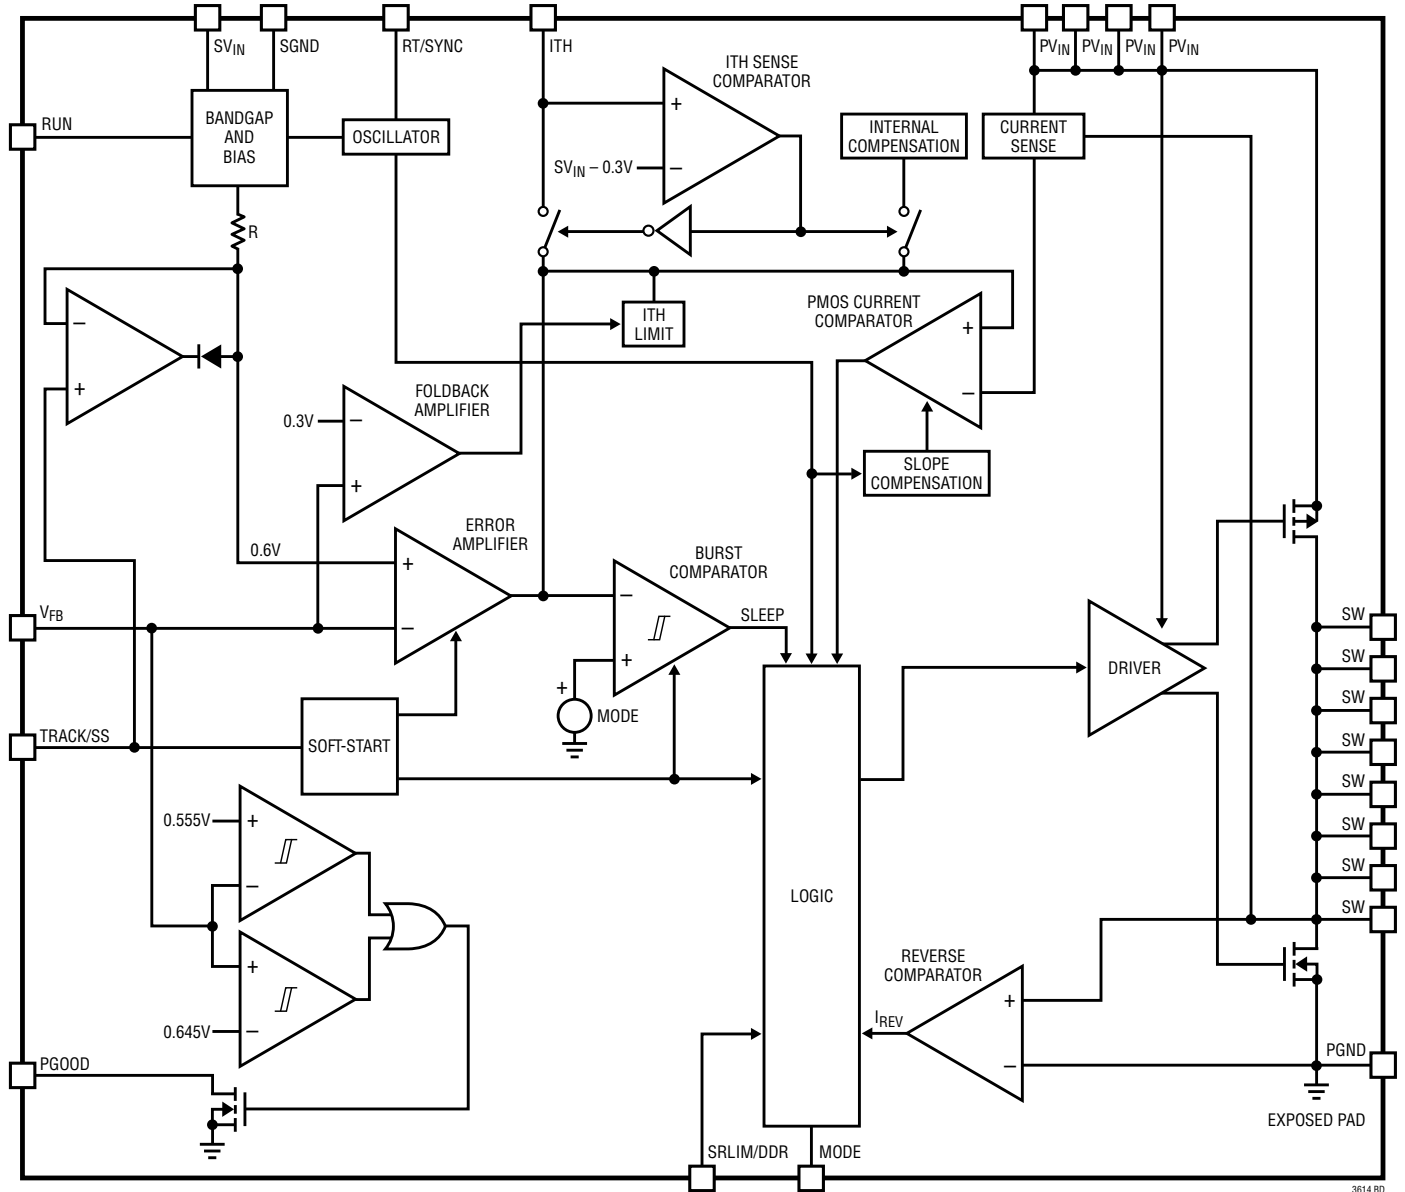 SVIN
SGND
RT/SYNC
ITH
PVIN
PVIN
PVIN
PVIN
ITH SENSE
COMPARATOR
RUN
BANDGAP
AND
BIAS
OSCILLATOR
+
SVIN – 0.3V
–
INTERNAL
COMPENSATION
CURRENT
SENSE
R
–
+
ITH
LIMIT
PMOS CURRENT
COMPARATOR
+
–
FOLDBACK
AMPLIFIER
0.3V
–
+
SLOPE
COMPENSATION
ERROR
AMPLIFIER
0.6V
+
–
BURST
COMPARATOR
–
+
SLEEP
VFB
+
MODE
DRIVER
SW
SW
SW
SW
SW
SW
SW
SW
TRACK/SS
SOFT-START
0.555V
+
–
+
0.645V
–
LOGIC
REVERSE
COMPARATOR
+
–
IREV
PGOOD
PGND
EXPOSED PAD
SRLIM/DDR
MODE
3614 BD